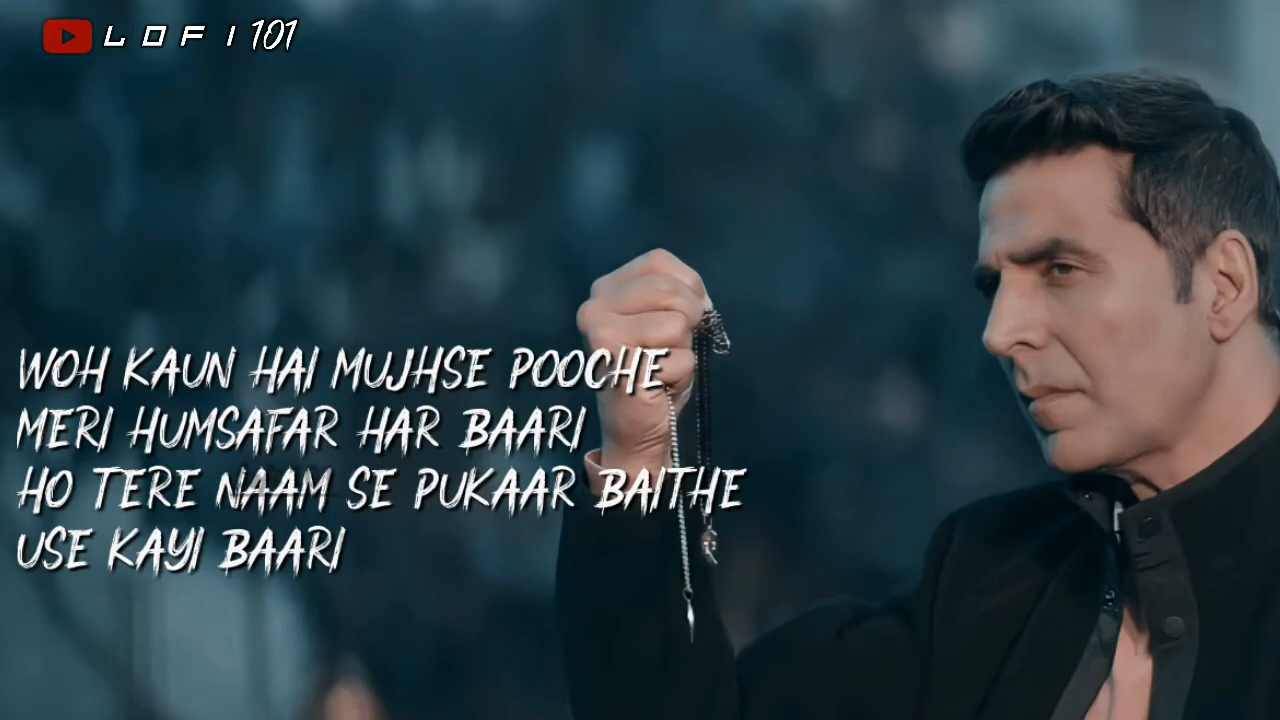 LOFI 101
WOH KAUN HAI MUJHSE POOCHE
MERI HUMSAFAR HAR BAARI
HO TERE NAAM SE PUKAAR BAITHE
USE KAYI BAARI